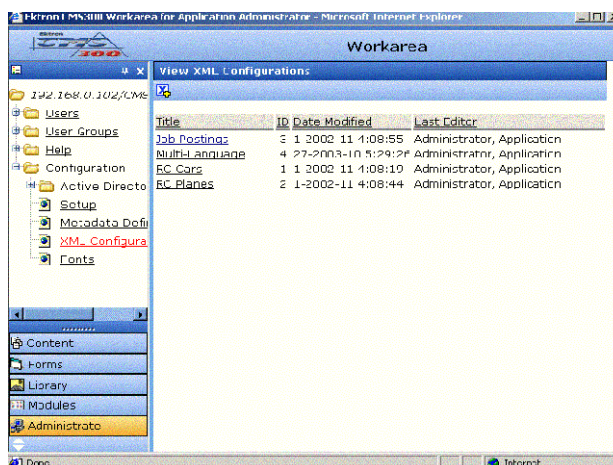 Ektron CMS300 Workarea for Application Administrator - Microsoft Internet Explorer
Ektron
CMS
300
Workarea
View XML Configurations
192.168.0.102/CMS
Users
User Groups
Help
Configuration
Active Directo
Setup
Metadata Defi
XML Configura
Fonts
Title ID Date Modified Last Editor
Job Postings 3 1-2002-11 4:08:55 Administrator, Application
Multi-Language 4 27-2003-10 5:29:26 Administrator, Application
RC Cars 1 1-2002-11 4:08:19 Administrator, Application
RC Planes 2 1-2002-11 4:08:44 Administrator, Application
Content
Forms
Library
Modules
Administrato
Done
Internet